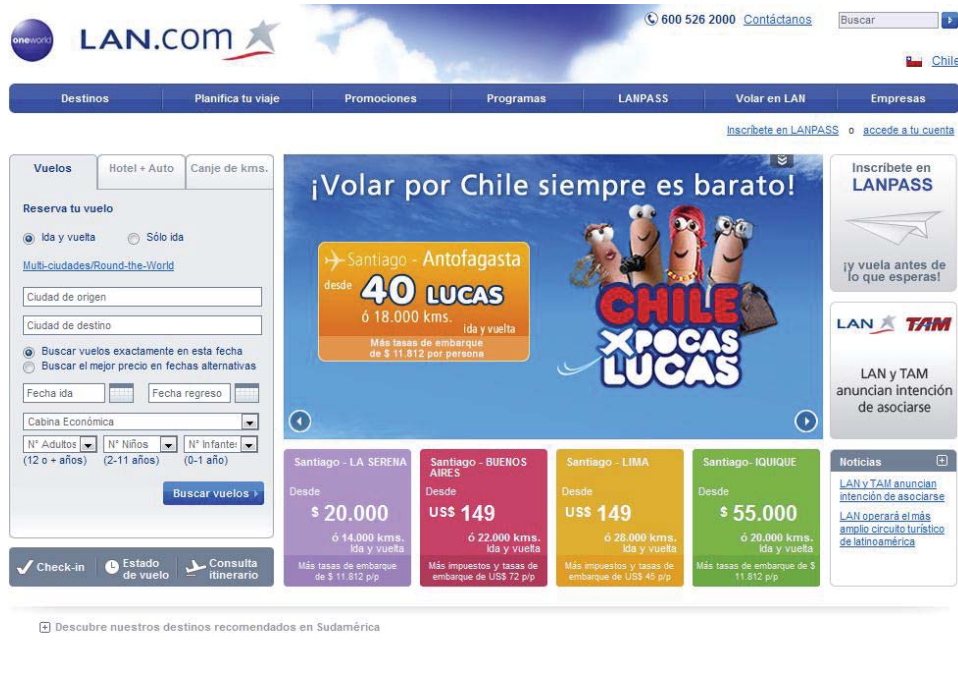 600 526 2000 Contáctanos
Buscar
oneworld
LAN.com
Chile
Destinos Planifica tu viaje Promociones Programas LANPASS Volar en LAN Empresas
Inscríbete en LANPASS o accede a tu cuenta
Vuelos Hotel + Auto Canje de kms.
Reserva tu vuelo
Ida y vuelta Sólo ida
Multi-ciudades/Round-the-World
Ciudad de origen
Ciudad de destino
Buscar vuelos exactamente en esta fecha
Buscar el mejor precio en fechas alternativas
Fecha ida Fecha regreso
Cabina Económica
N° Adultos N° Niños N° Infante
(12 o + años) (2-11 años) (0-1 año)
Buscar vuelos
Check-in
Estado
de vuelo
Consulta
itinerario
¡Volar por Chile siempre es barato!
Santiago - Antofagasta
desde
40 LUCAS
ó 18.000 kms.
Ida y vuelta
Más tasas de embarque
de $ 11.812 por persona
CHILE
XPOCAS
LUCAS
Santiago - LA SERENA
Desde
$ 20.000
ó 14.000 kms.
Ida y vuelta
Más tasas de embarque
de $ 11.812 p/p
Santiago- BUENOS
AIRES
Desde
US$ 149
ó 22.000 kms.
Ida y vuelta
Más impuestos y tasas de
embarque de US$ 72 p/p
Santiago - LIMA
Desde
US$ 149
ó 28.000 kms.
Ida y vuelta
Más impuestos y tasas de
embarque de US$ 45 p/p
Santiago- IQUIQUE
Desde
$ 55.000
ó 20.000 kms.
Ida y vuelta
Más tasas de embarque de $
11.812 p/p
Inscríbete en
LANPASS
¡y vuela antes de
lo que esperas!
LAN TAM
LAN y TAM
anuncian intención
de asociarse
Noticias
LAN y TAM anuncian
intención de asociarse
LAN operará el más
amplio circuito turístico
de latinoamérica
Descubre nuestros destinos recomendados en Sudamérica